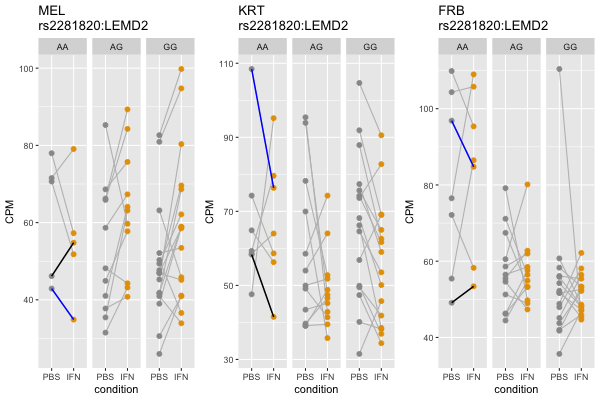 MEL
rs2281820:LEMD2
AA AG GG
100
80
60
40
CPM
PBS IFN PBS IFN PBS IFN
condition
KRT
rs2281820:LEMD2
AA AG GG
110
90
70
50
30
CPM
PBS IFN PBS IFN PBS IFN
condition
FRB
rs2281820:LEMD2
AA AG GG
100
80
60
40
CPM
PBS IFN PBS IFN PBS IFN
condition